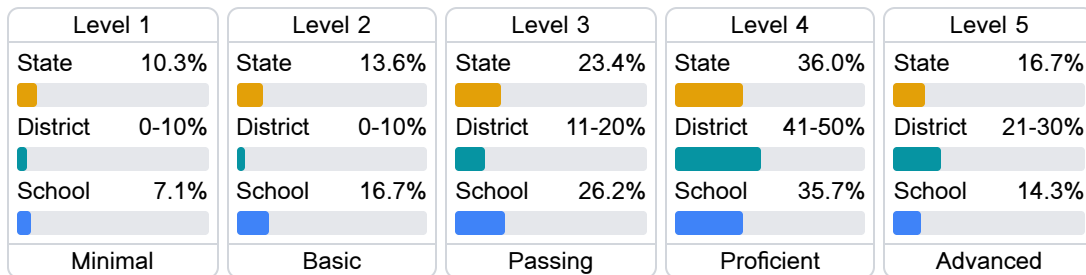 Level 1
State 10.3%
District 0-10%
School 7.1%
Minimal
Level 2
State 13.6%
District 0-10%
School 16.7%
Basic
Level 3
State 23.4%
District 11-20%
School 26.2%
Passing
Level 4
State 36.0%
District 41-50%
School 35.7%
Proficient
Level 5
State 16.7%
District 21-30%
School 14.3%
Advanced